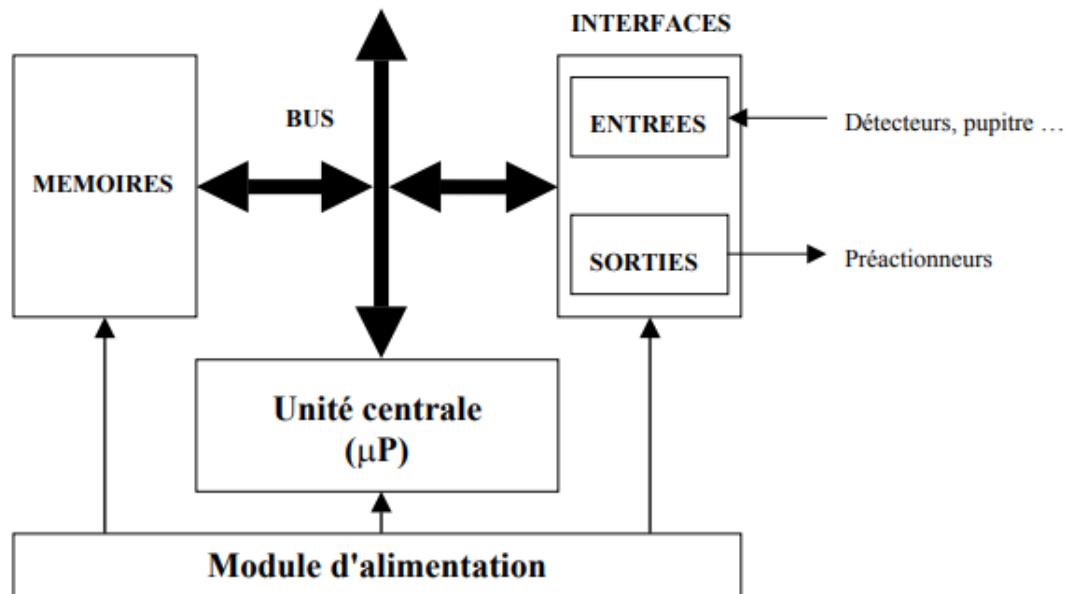 INTERFACES
BUS
ENTREES
Détecteurs, pupitre …
MEMOIRES
SORTIES
Préactionneurs
Unité centrale
(µP)
Module d'alimentation